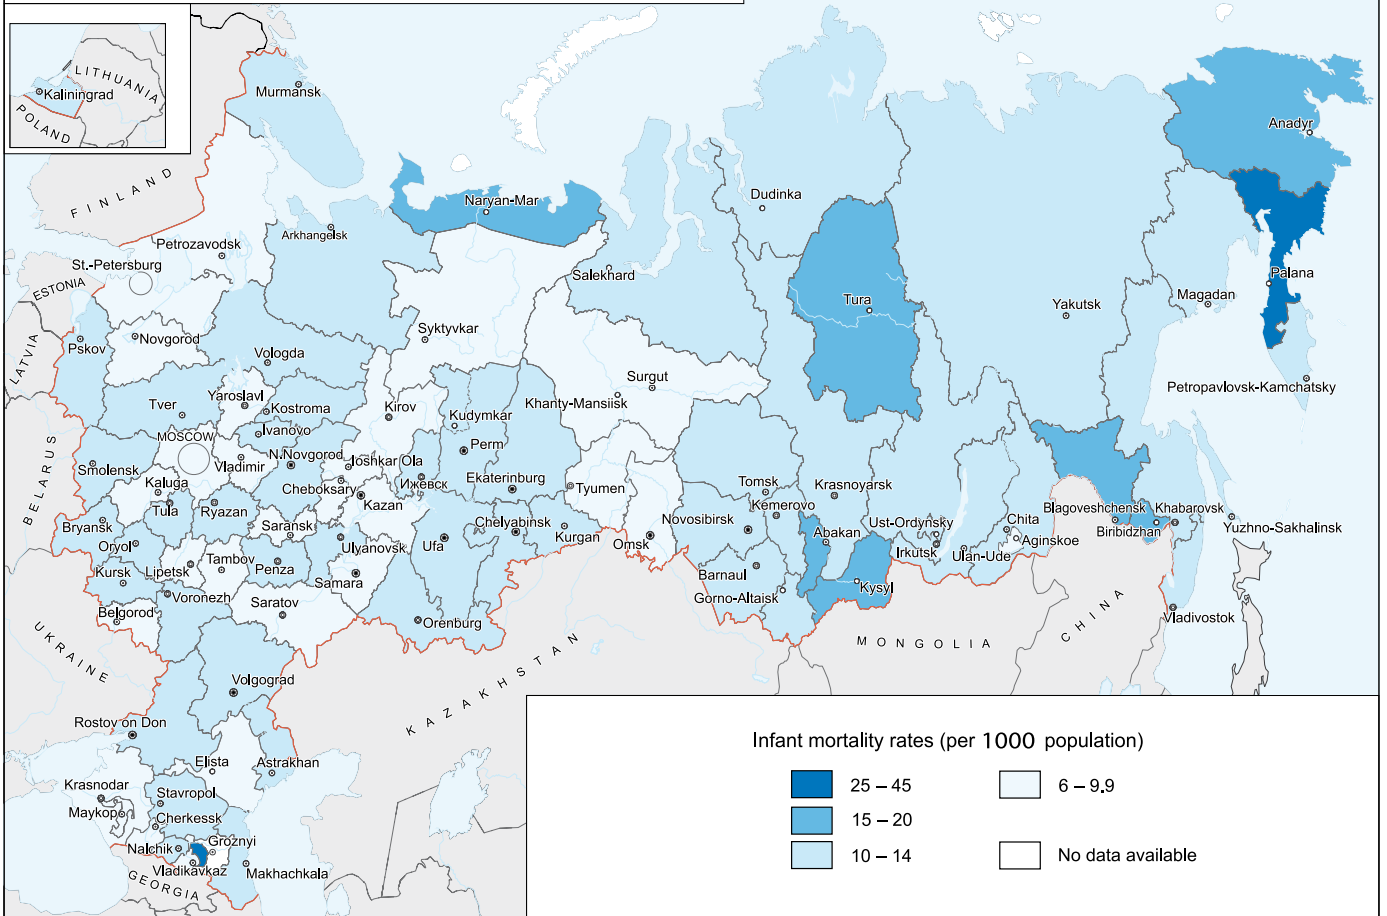 LITHUANIA
Kaliningrad
POLAND
Murmansk
Anadyr
FINLAND
Naryan-Mar
Dudinka
Arkhangelsk
Petrozavodsk
St.-Petersburg
Salekhard
Palana
ESTONIA
Tura
Yakutsk
Magadan
Syktyvkar
Novgorod
Pskov
LATVIA
Vologda
Surgut
Petropavlovsk-Kamchatsky
Yaroslavl
Khanty-Mansiisk
Tver
Kostroma
Kirov
Kudymkar
Ivanovo
MOSCOW
Perm
N.Novgorod
Joshkar Ola
Smolensk
Vladimir
BELARUS
Kaluga
Cheboksary
Ижевск
Ekaterinburg
Tyumen
Tomsk
Krasnoyarsk
Kazan
Kemerovo
Tula
Ryazan
Blagoveshchensk
Khabarovsk
Bryansk
Saransk
Chelyabinsk
Novosibirsk
Ust-Ordynsky
Chita
Yuzhno-Sakhalinsk
Abakan
Biribidzhan
Oryol
Ulyanovsk
Ufa
Kurgan
Omsk
Aginskoe
Irkutsk
Ulan-Ude
Tambov
Kursk
Lipetsk
Penza
Samara
Barnaul
Kysyl
Voronezh
Saratov
Gorno-Altaisk
Belgorod
Orenburg
Vladivostok
UKRAINE
KAZAKHSTAN
MONGOLIA
CHINA
Volgograd
Rostov on Don
Elista
Astrakhan
Krasnodar
Stavropol
Maykop
Cherkessk
Nalchik
Groznyi
Vladikavkaz
Makhachkala
GEORGIA
Infant mortality rates (per 1000 population)
25 – 45
6 – 9.9
15 – 20
10 – 14
No data available